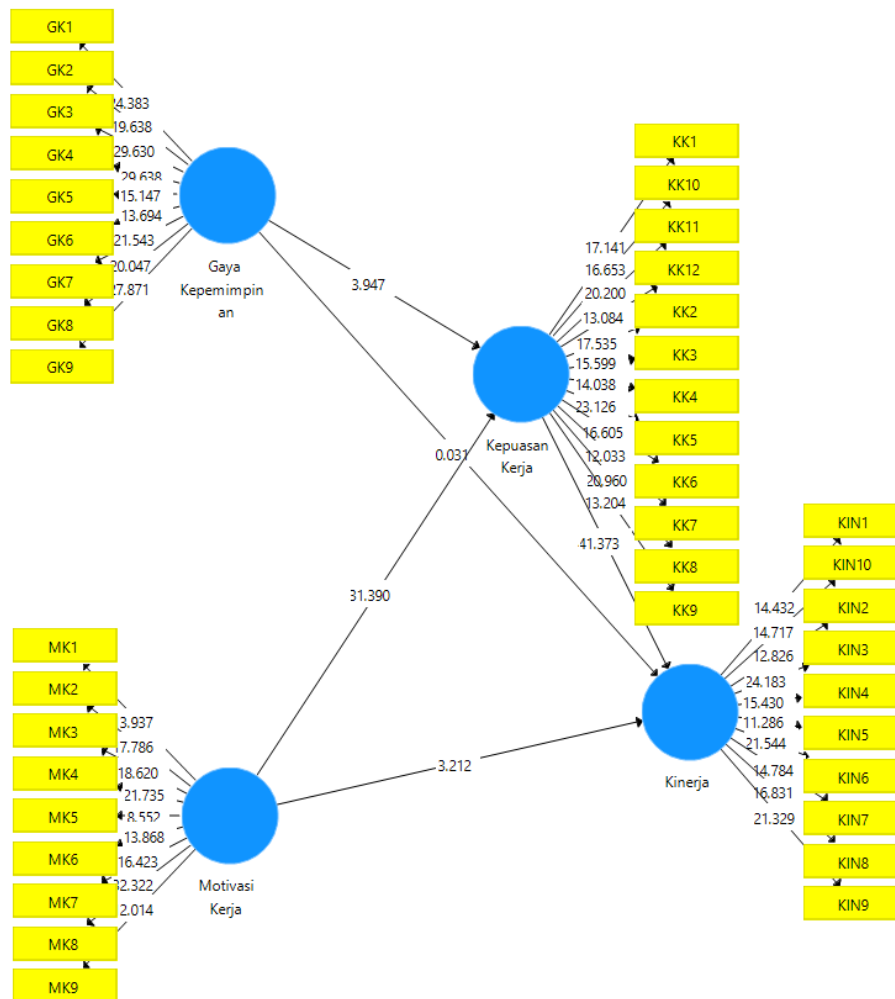 GK1
GK2
GK3
GK4
GK5
GK6
GK7
GK8
GK9
24.383
19.638
29.630
29.638
15.147
13.694
21.543
20.047
27.871
Gaya
Kepemimpin
an
3.947
0.031
31.390
3.212
41.373
KK1
KK10
KK11
KK12
KK2
KK3
KK4
KK5
KK6
KK7
KK8
KK9
17.141
16.653
20.200
13.084
17.535
15.599
14.038
23.126
16.605
12.033
20.960
13.204
Kepuasan
Kerja
MK1
MK2
MK3
MK4
MK5
MK6
MK7
MK8
MK9
3.937
17.786
18.620
21.735
8.552
13.868
16.423
32.322
2.014
Motivasi
Kerja
KIN1
KIN10
KIN2
KIN3
KIN4
KIN5
KIN6
KIN7
KIN8
KIN9
14.432
14.717
12.826
24.183
15.430
11.286
21.544
14.784
16.831
21.329
Kinerja